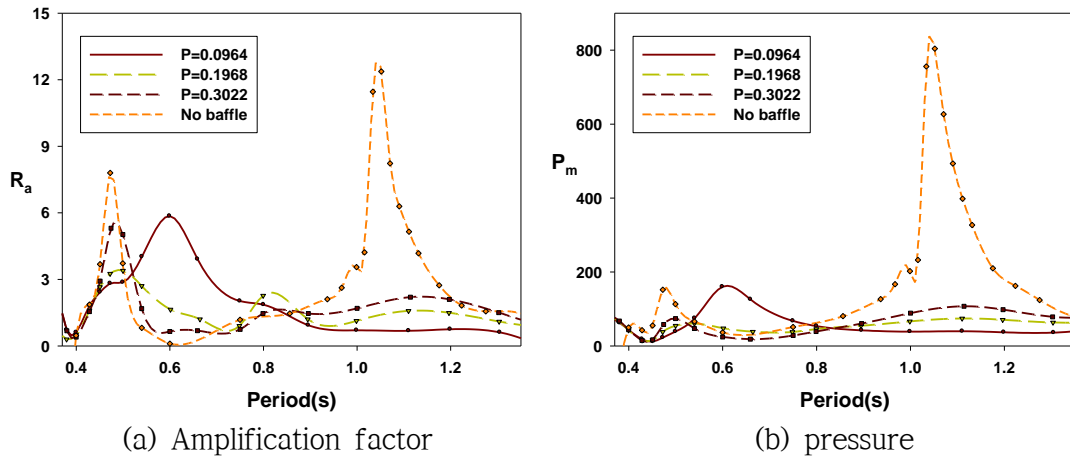 15
12
9
6
3
0
R_a
P=0.0964
P=0.1968
P=0.3022
No baffle
0.4 0.6 0.8 1.0 1.2
Period(s)
(a) Amplification factor
800
600
400
200
0
P_m
P=0.0964
P=0.1968
P=0.3022
No baffle
0.4 0.6 0.8 1.0 1.2
Period(s)
(b) pressure